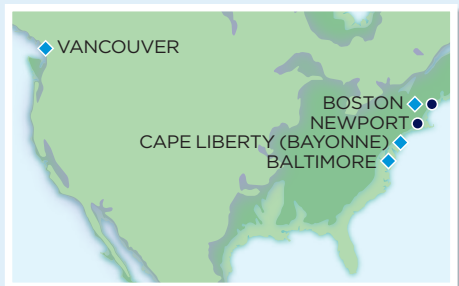 VANCOUVER
BOSTON
NEWPORT
CAPE LIBERTY (BAYONNE)
BALTIMORE